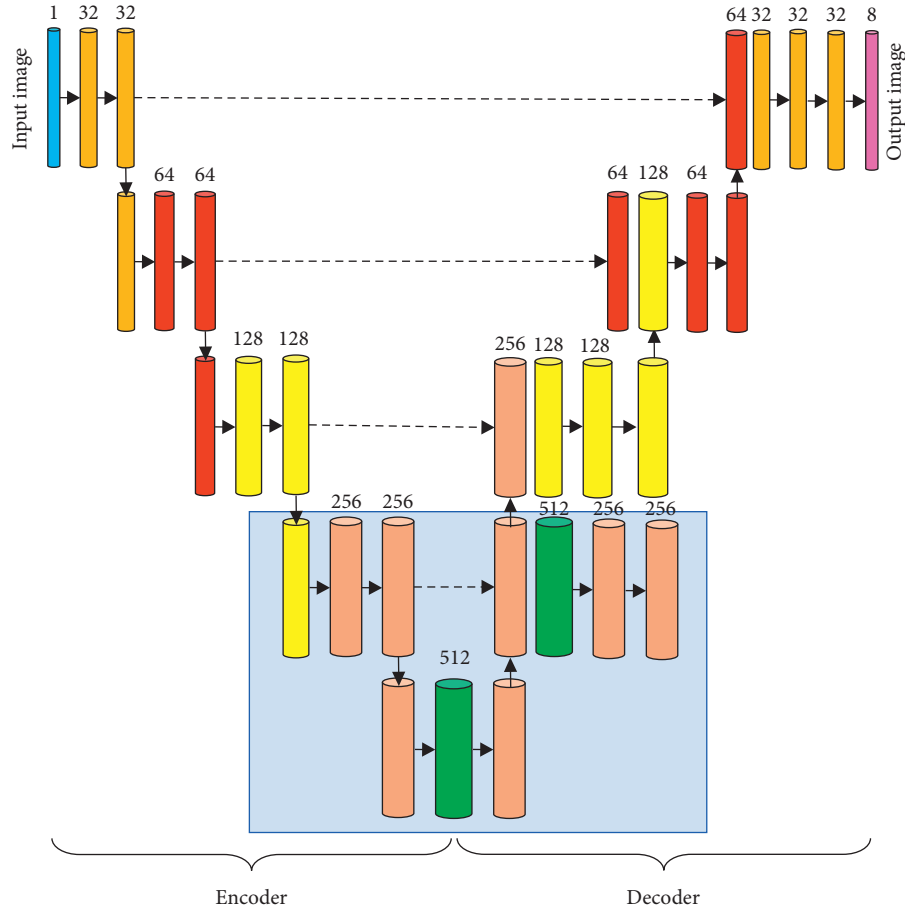 1 32 32
64 32 32 32 8
Input image
Output image
64 64
64 128 64
128 128
256 128 128
256 256
512 256 256
512
Encoder
Decoder